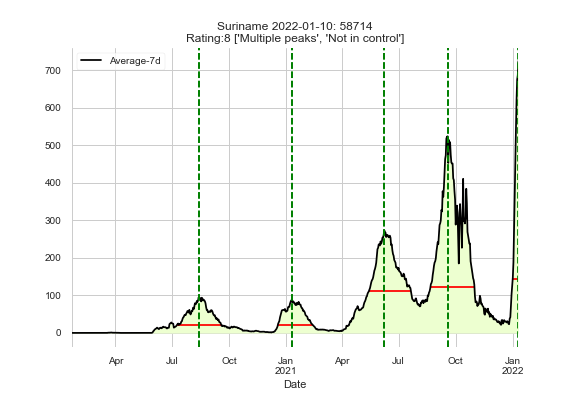 Suriname 2022-01-10: 58714
Rating:8 ['Multiple peaks', 'Not in control']
Average-7d
700
600
500
400
300
200
100
0
Apr Jul Oct Jan Apr Jul Oct Jan
2021 2022
Date